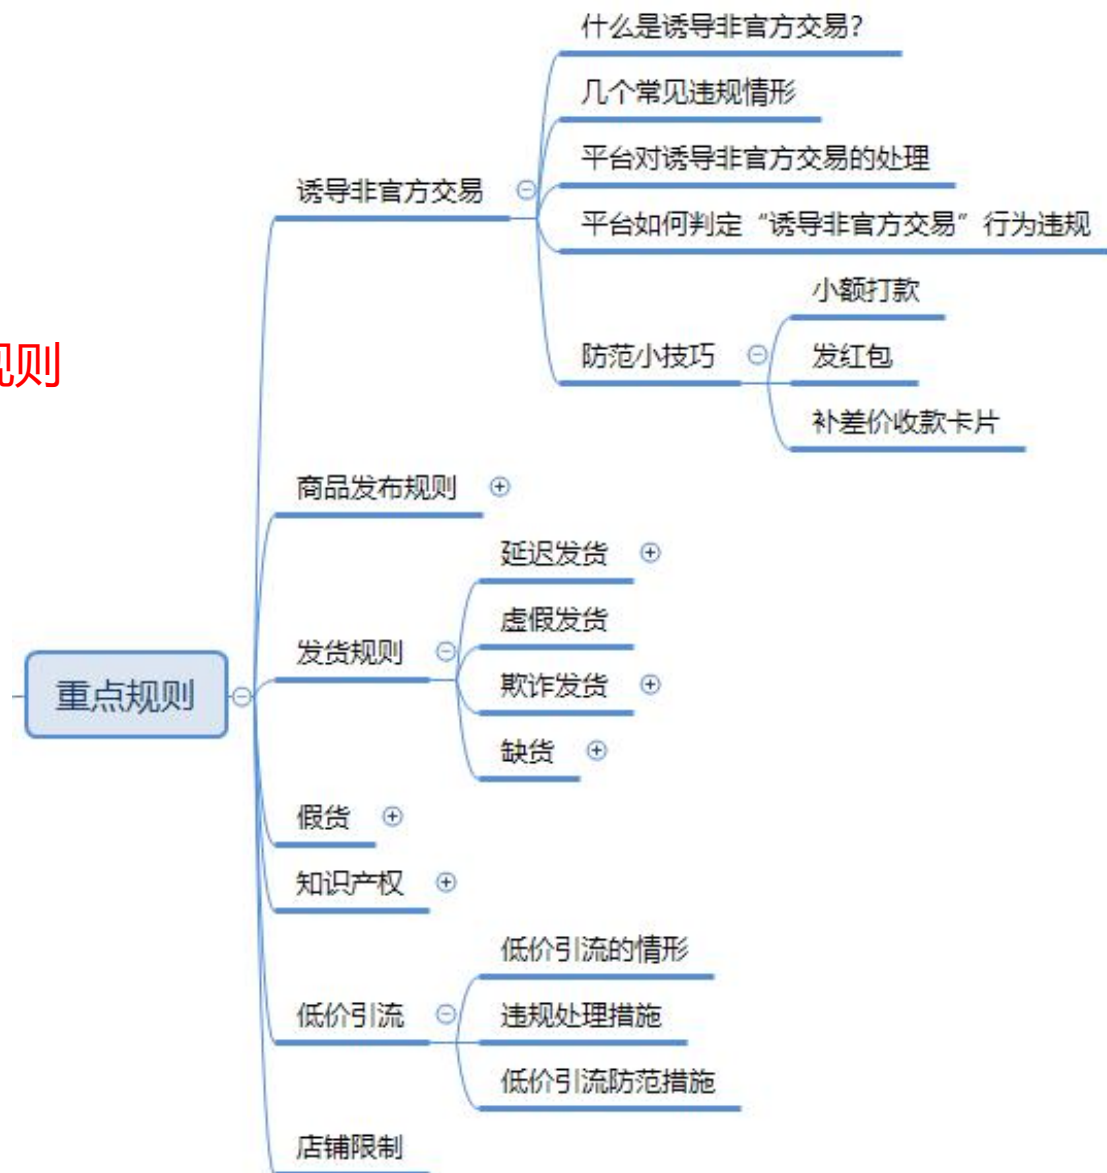 什么是诱导非官方交易?
几个常见违规情形
平台对诱导非官方交易的处理
诱导非官方交易
平台如何判定“诱导非官方交易”行为违规
小额打款
防范小技巧
发红包
补差价收款卡片
规则
商品发布规则
延迟发货
虚假发货
发货规则
欺诈发货
缺货
重点规则
假货
知识产权
低价引流的情形
低价引流
违规处理措施
低价引流防范措施
店铺限制